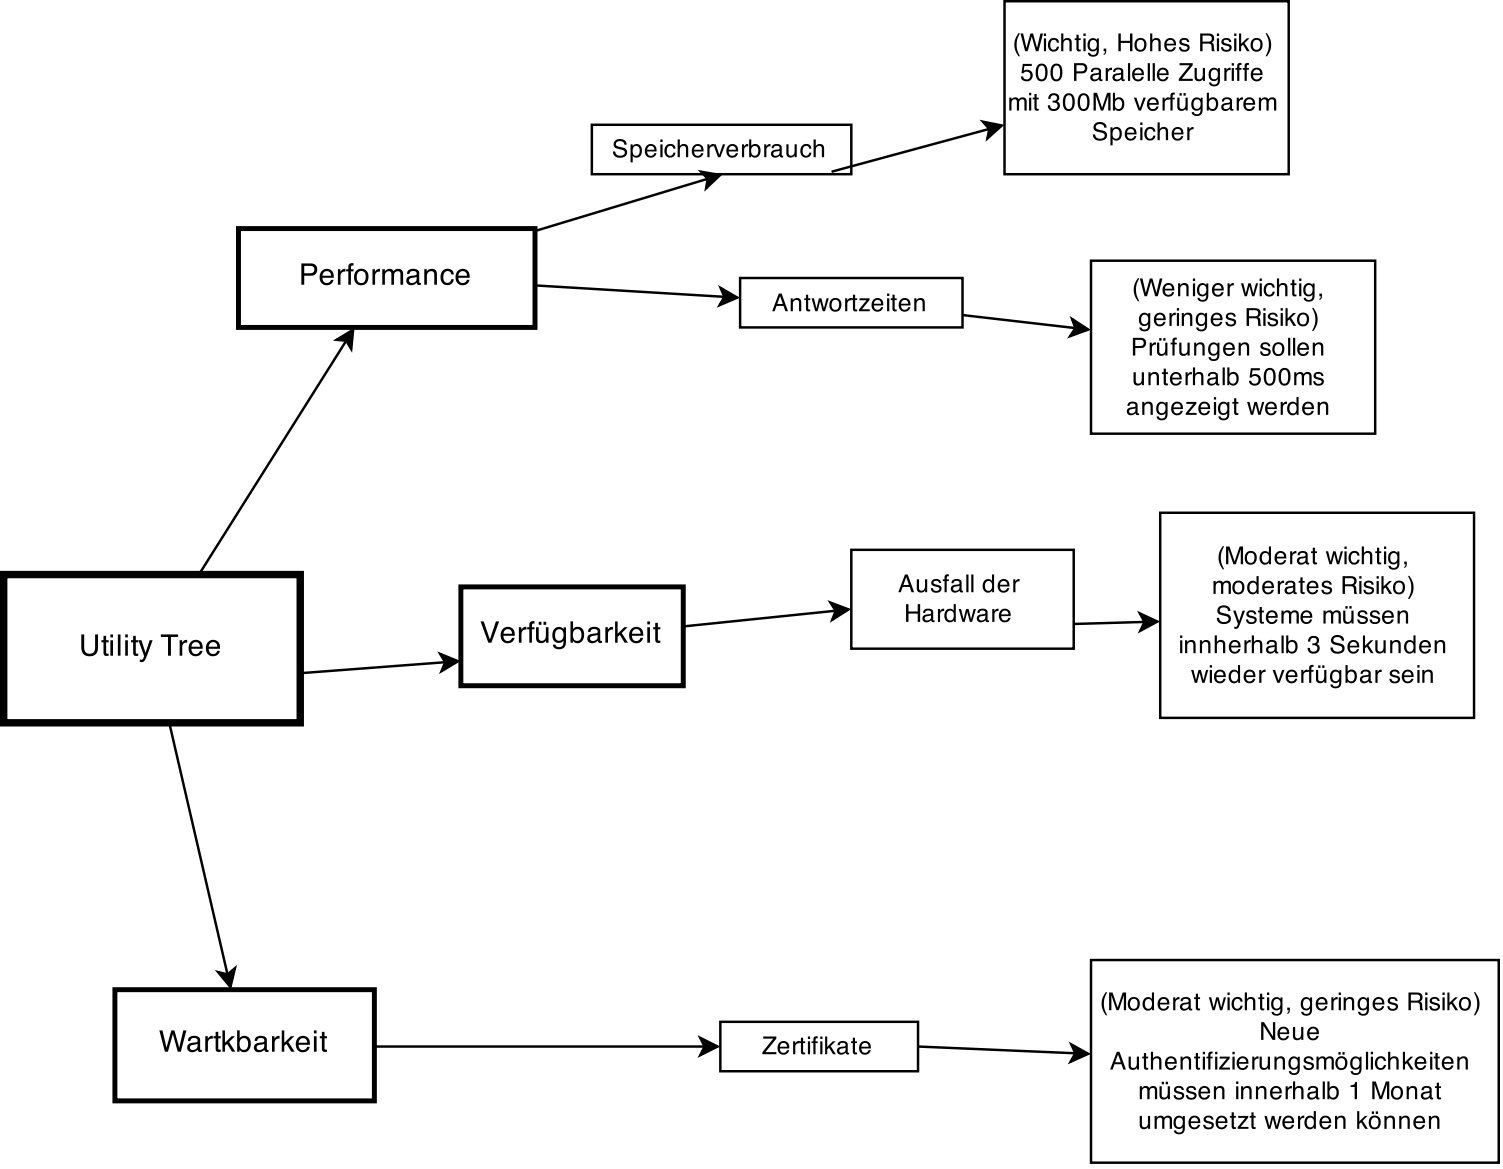 (Wichtig, Hohes Risiko)
500 Paralelle Zugriffe
mit 300Mb verfügbarem
Speicher
Speicherverbrauch
Performance
Antwortzeiten
(Weniger wichtig,
geringes Risiko)
Prüfungen sollen
unterhalb 500ms
angezeigt werden
Utility Tree
Verfügbarkeit
Ausfall der
Hardware
(Moderat wichtig,
moderates Risiko)
Systeme müssen
innherhalb 3 Sekunden
wieder verfügbar sein
Wartkbarkeit
Zertifikate
(Moderat wichtig, geringes Risiko)
Neue
Authentifizierungsmöglichkeiten
müssen innerhalb 1 Monat
umgesetzt werden können